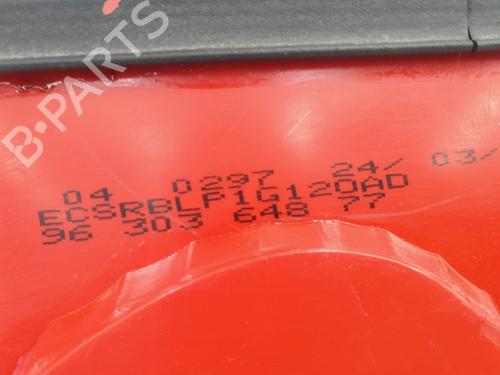 B-PARTS
04 0297 24/ 03/
ECSRBLP1G120AD
96 303 648 77